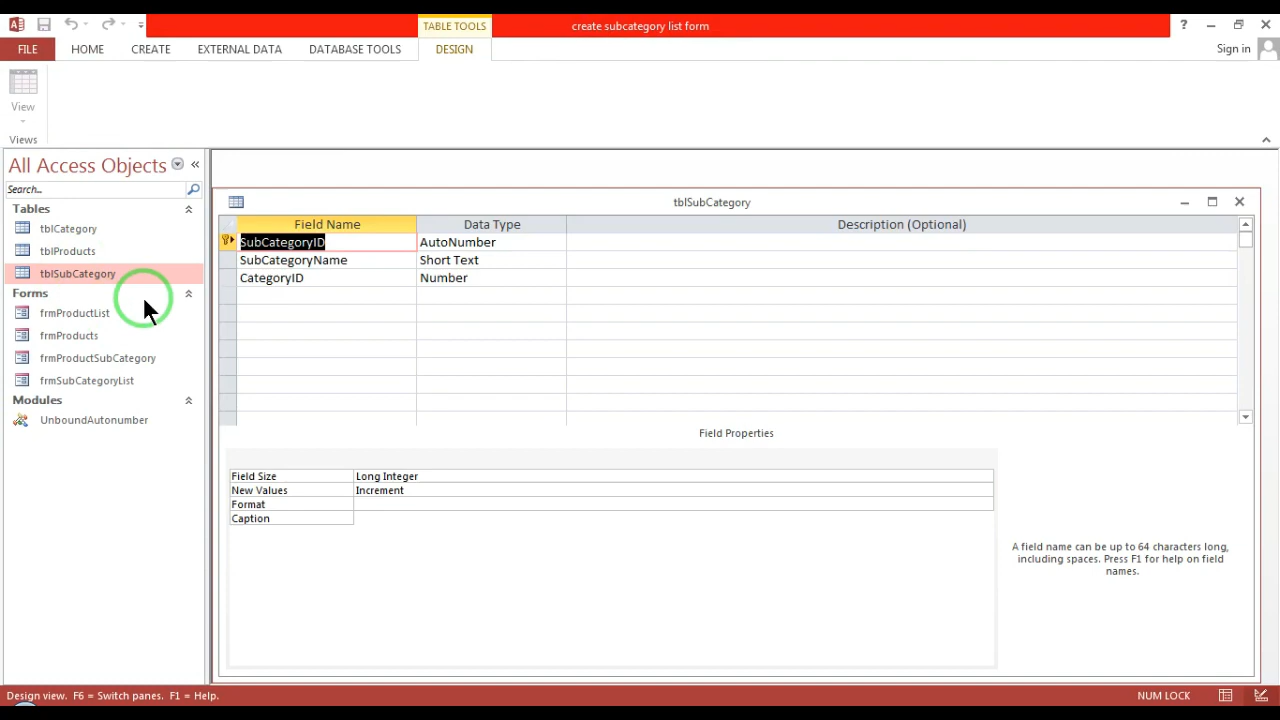 TABLE TOOLS
create subcategory list form
?
FILE
HOME
CREATE
EXTERNAL DATA
DATABASE TOOLS
DESIGN
Sign in
View
Views
All Access Objects
Search...
Tables
tblCategory
tblProducts
tblSubCategory
Forms
frmProductList
frmProducts
frmProductSubCategory
frmSubCategoryList
Modules
UnboundAutonumber
tblSubCategory
Field Name
Data Type
Description (Optional)
SubCategoryID
AutoNumber
SubCategoryName
Short Text
CategoryID
Number
Field Properties
Field Size
Long Integer
New Values
Increment
Format
Caption
A field name can be up to 64 characters long,
including spaces. Press F1 for help on field
names.
Design view. F6 = Switch panes. F1 = Help.
NUM LOCK